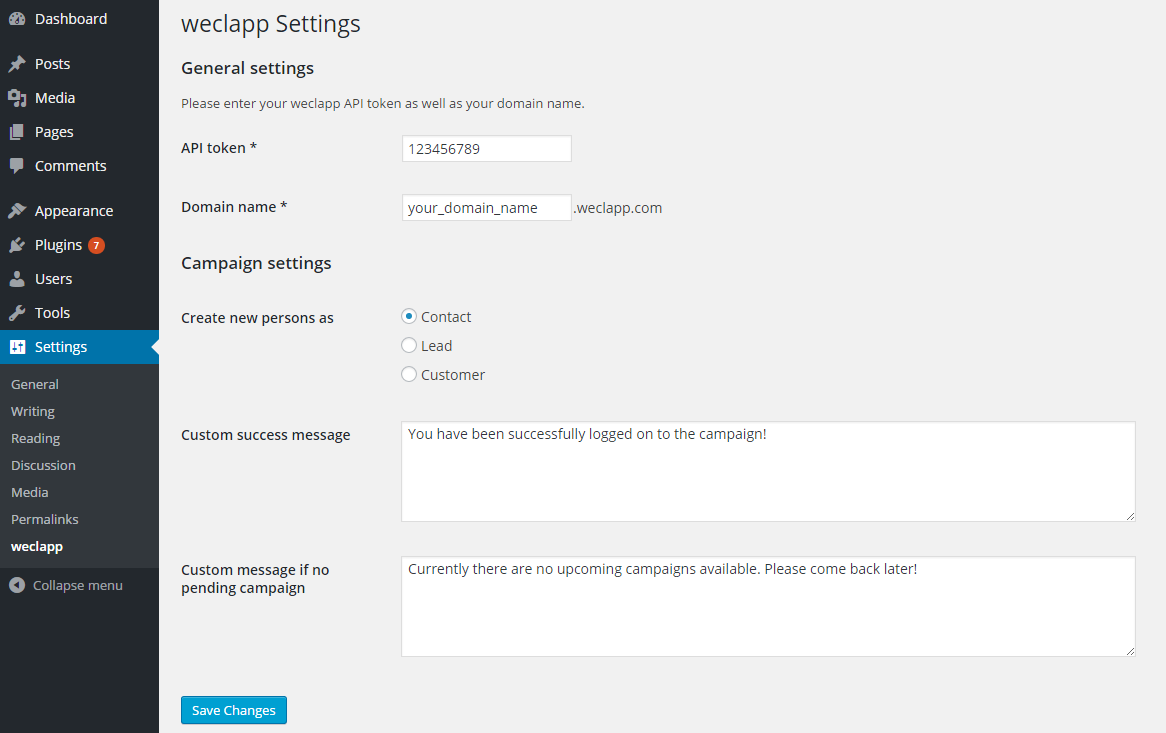 Dashboard
Posts
Media
Pages
Comments
Appearance
Plugins 7
Users
Tools
Settings
General
Writing
Reading
Discussion
Media
Permalinks
weclapp
Collapse menu
weclapp Settings
General settings
Please enter your weclapp API token as well as your domain name.
API token * 123456789
Domain name * your_domain_name .weclapp.com
Campaign settings
Create new persons as Contact
Lead
Customer
Custom success message You have been successfully logged on to the campaign!
Custom message if no
pending campaign
Currently there are no upcoming campaigns available. Please come back later!
Save Changes